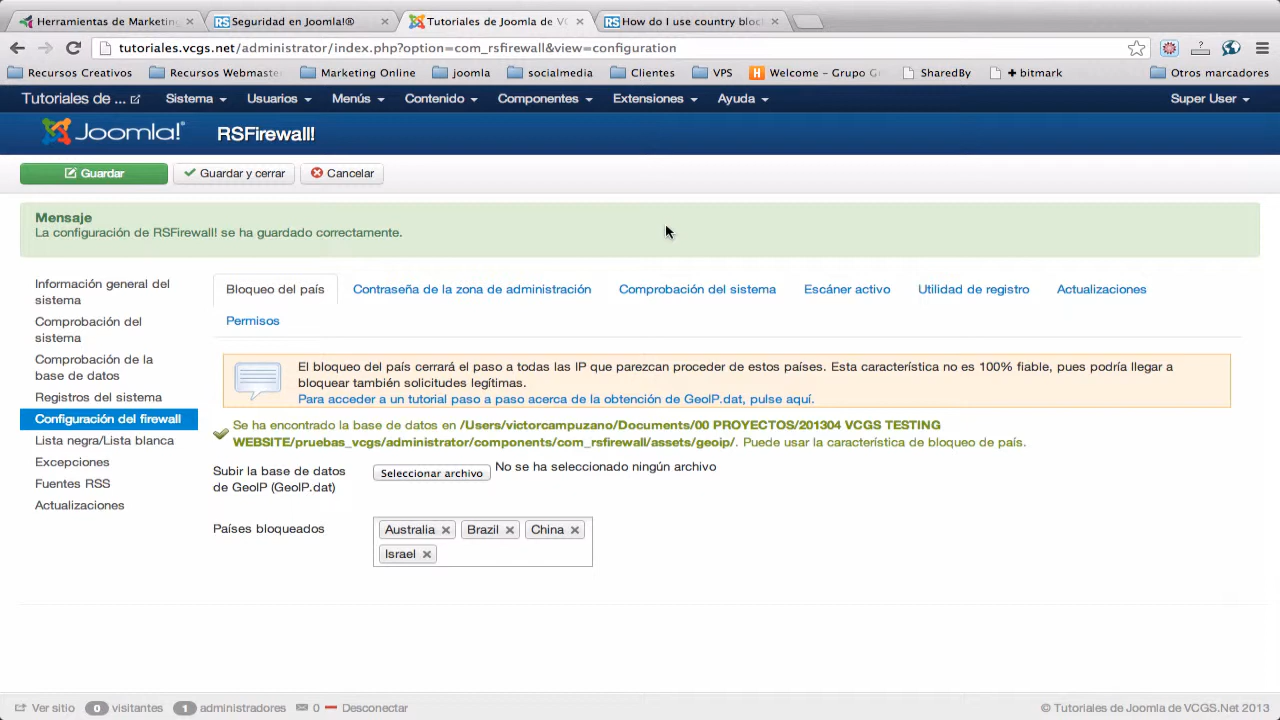 Herramientas de Marketing
Seguridad en Joomla!®
Tutoriales de Joomla de VC
How do I use country bloc
tutoriales.vcgs.net/administrator/index.php?option=com_rsfirewall&view=configuration
Recursos Creativos
Recursos Webmaste
Marketing Online
joomla
socialmedia
Clientes
VPS
Welcome - Grupo G
SharedBy
+ bitmark
Otros marcadores
Tutoriales de ...
Sistema
Usuarios
Menús
Contenido
Componentes
Extensiones
Ayuda
Super User
Joomla!®
RSFirewall!
Guardar
Guardar y cerrar
Cancelar
Mensaje
La configuración de RSFirewall! se ha guardado correctamente.
Información general del
sistema
Comprobación del
sistema
Comprobación de la
base de datos
Registros del sistema
Configuración del firewall
Lista negra/Lista blanca
Excepciones
Fuentes RSS
Actualizaciones
Bloqueo del país
Contraseña de la zona de administración
Comprobación del sistema
Escáner activo
Utilidad de registro
Actualizaciones
Permisos
El bloqueo del país cerrará el paso a todas las IP que parezcan proceder de estos países. Esta característica no es 100% fiable, pues podría llegar a
bloquear también solicitudes legítimas.
Para acceder a un tutorial paso a paso acerca de la obtención de GeoIP.dat, pulse aquí.
Se ha encontrado la base de datos en /Users/victorcampuzano/Documents/00 PROYECTOS/201304 VCGS TESTING
WEBSITE/pruebas_vcgs/administrator/components/com_rsfirewall/assets/geoip/. Puede usar la característica de bloqueo de país.
Subir la base de datos
de GeoIP (GeoIP.dat)
Seleccionar archivo
No se ha seleccionado ningún archivo
Países bloqueados
Australia
Brazil
China
Israel
Ver sitio
0 visitantes
1 administradores
0
Desconectar
© Tutoriales de Joomla de VCGS.Net 2013